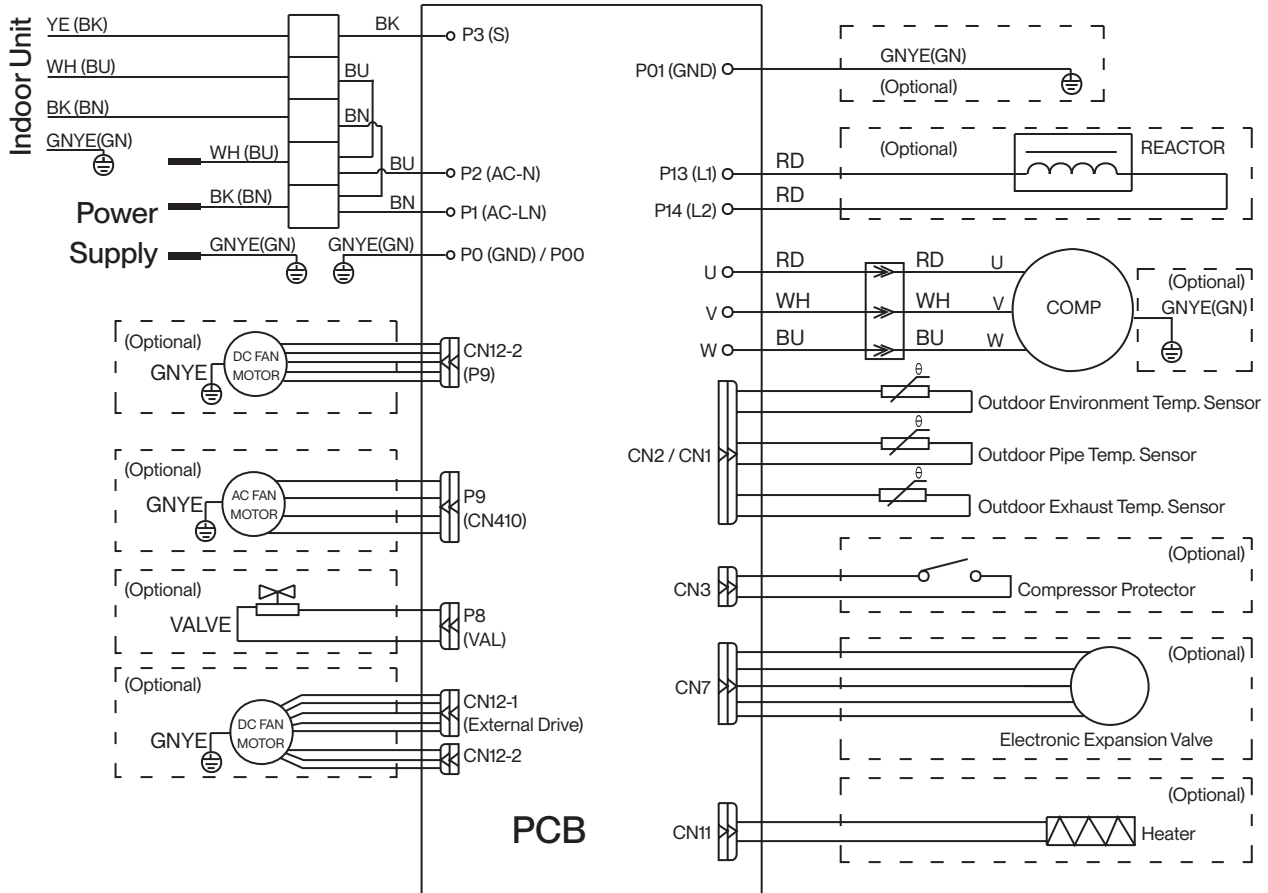 Indoor Unit
YE (BK)
WH (BU)
BK (BN)
GNYE(GN)
BK
BU
BN
BU
BN
P3 (S)
P2 (AC-N)
P1 (AC-LN)
P0 (GND) / P00
WH (BU)
BK (BN)
GNYE(GN)
GNYE(GN)
Power
Supply
(Optional)
GNYE
DC FAN
MOTOR
CN12-2
(P9)
(Optional)
GNYE
AC FAN
MOTOR
P9
(CN410)
(Optional)
VALVE
P8
(VAL)
(Optional)
GNYE
DC FAN
MOTOR
CN12-1
(External Drive)
CN12-2
PCB
P01 (GND)
GNYE(GN)
(Optional)
P13 (L1)
RD
(Optional)
REACTOR
P14 (L2)
RD
U
RD
RD
U
V
WH
WH
V
W
BU
BU
W
COMP
(Optional)
GNYE(GN)
CN2 / CN1
θ
Outdoor Environment Temp. Sensor
θ
Outdoor Pipe Temp. Sensor
θ
Outdoor Exhaust Temp. Sensor
CN3
(Optional)
Compressor Protector
CN7
(Optional)
Electronic Expansion Valve
CN11
(Optional)
Heater